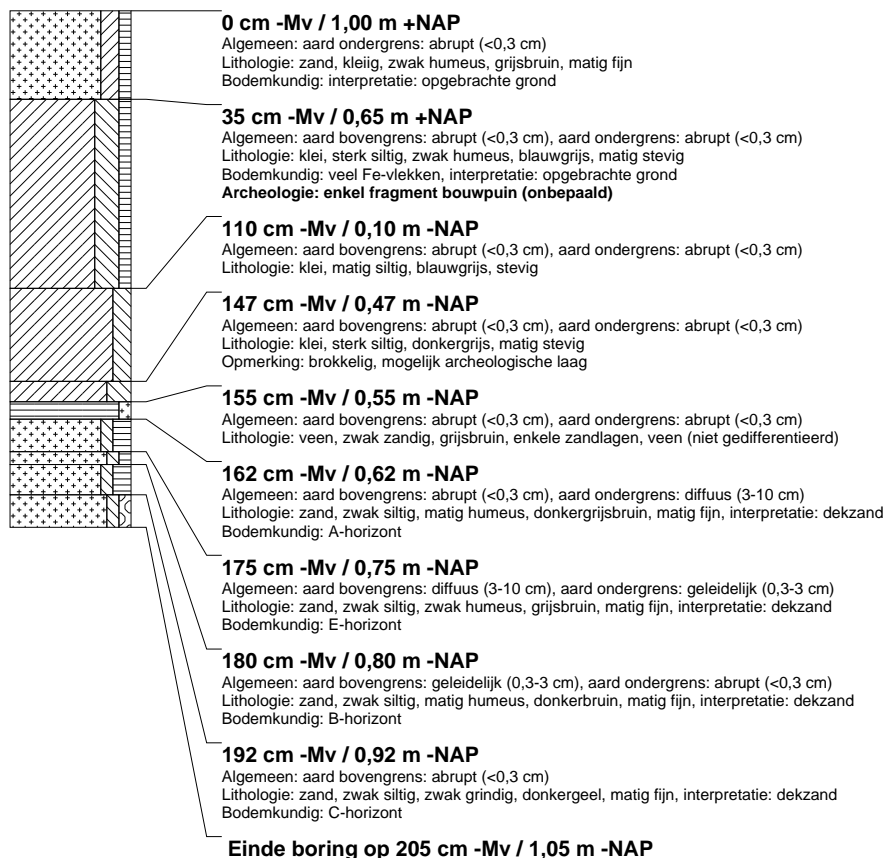 0 cm -Mv / 1,00 m +NAP
Algemeen: aard ondergrens: abrupt (<0,3 cm)
Lithologie: zand, kleiig, zwak humeus, grijsbruin, matig fijn
Bodemkundig: interpretatie: opgebrachte grond
35 cm -Mv / 0,65 m +NAP
Algemeen: aard bovengrens: abrupt (<0,3 cm), aard ondergrens: abrupt (<0,3 cm)
Lithologie: klei, sterk siltig, zwak humeus, blauwgrijs, matig stevig
Bodemkundig: veel Fe-vlekken, interpretatie: opgebrachte grond
Archeologie: enkel fragment bouwpuin (onbepaald)
110 cm -Mv / 0,10 m -NAP
Algemeen: aard bovengrens: abrupt (<0,3 cm), aard ondergrens: abrupt (<0,3 cm)
Lithologie: klei, matig siltig, blauwgrijs, stevig
147 cm -Mv / 0,47 m -NAP
Algemeen: aard bovengrens: abrupt (<0,3 cm), aard ondergrens: abrupt (<0,3 cm)
Lithologie: klei, sterk siltig, donkergrijs, matig stevig
Opmerking: brokkelig, mogelijk archeologische laag
155 cm -Mv / 0,55 m -NAP
Algemeen: aard bovengrens: abrupt (<0,3 cm), aard ondergrens: abrupt (<0,3 cm)
Lithologie: veen, zwak zandig, grijsbruin, enkele zandlagen, veen (niet gedifferentieerd)
162 cm -Mv / 0,62 m -NAP
Algemeen: aard bovengrens: abrupt (<0,3 cm), aard ondergrens: diffuus (3-10 cm)
Lithologie: zand, zwak siltig, matig humeus, donkergrijsbruin, matig fijn, interpretatie: dekzand
Bodemkundig: A-horizont
175 cm -Mv / 0,75 m -NAP
Algemeen: aard bovengrens: diffuus (3-10 cm), aard ondergrens: geleidelijk (0,3-3 cm)
Lithologie: zand, zwak siltig, zwak humeus, grijsbruin, matig fijn, interpretatie: dekzand
Bodemkundig: E-horizont
180 cm -Mv / 0,80 m -NAP
Algemeen: aard bovengrens: geleidelijk (0,3-3 cm), aard ondergrens: abrupt (<0,3 cm)
Lithologie: zand, zwak siltig, matig humeus, donkerbruin, matig fijn, interpretatie: dekzand
Bodemkundig: B-horizont
192 cm -Mv / 0,92 m -NAP
Algemeen: aard bovengrens: abrupt (<0,3 cm)
Lithologie: zand, zwak siltig, zwak grindig, donkergeel, matig fijn, interpretatie: dekzand
Bodemkundig: C-horizont
Einde boring op 205 cm -Mv / 1,05 m -NAP